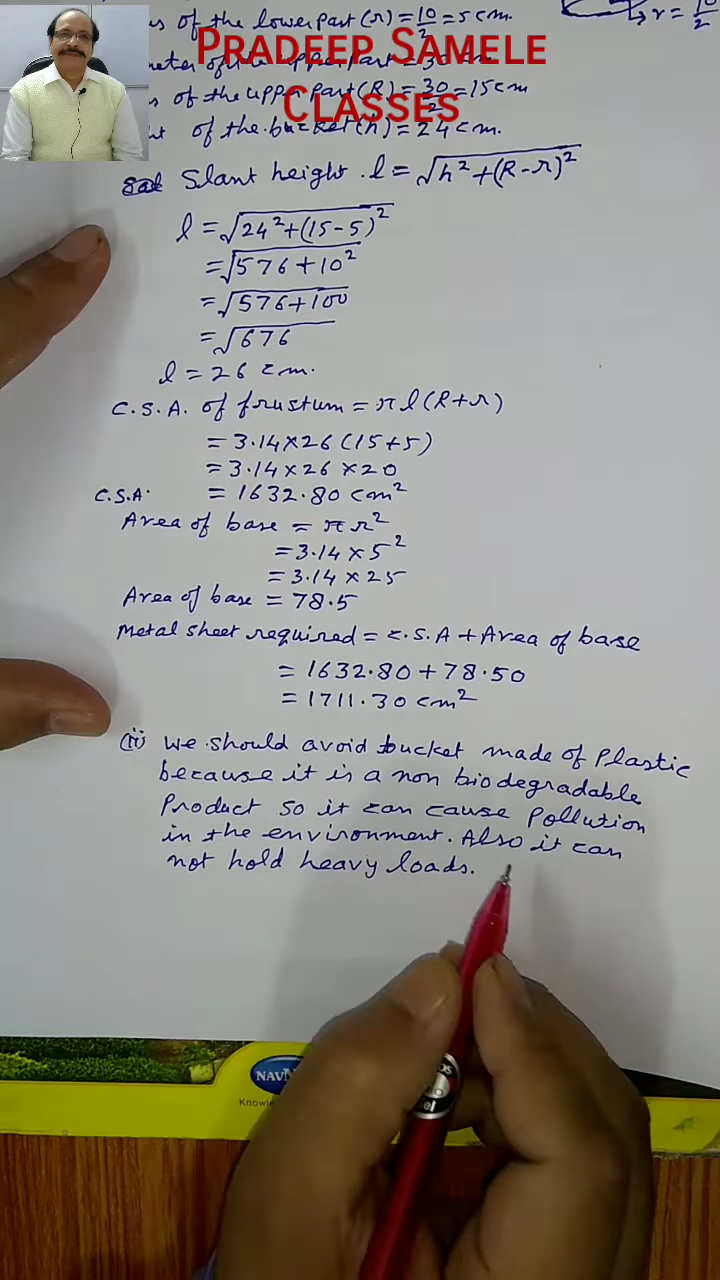 of the lower part (r) = 10/2 = 5 cm.
→ r = 10/2
PRADEEP SAMELE
CLASSES
of the upper part (R) = 30/2 = 15 cm
of the bucket (h) = 24 cm.
Sol Slant height . l = √h² + (R - r)²
l = √24² + (15 - 5)²
= √576 + 10²
= √576 + 100
= √676
l = 26 cm.
C.S.A. of frustum = π l (R + r)
= 3.14 × 26 (15 + 5)
= 3.14 × 26 × 20
C.S.A. = 1632.80 cm²
Area of base = π r²
= 3.14 × 5²
= 3.14 × 25
Area of base = 78.5
Metal sheet required = C.S.A + Area of base
= 1632.80 + 78.50
= 1711.30 cm²
(ii) We should avoid bucket made of Plastic
because it is a non biodegradable
Product so it can cause Pollution
in the environment. Also it can
not hold heavy loads.
NAVN